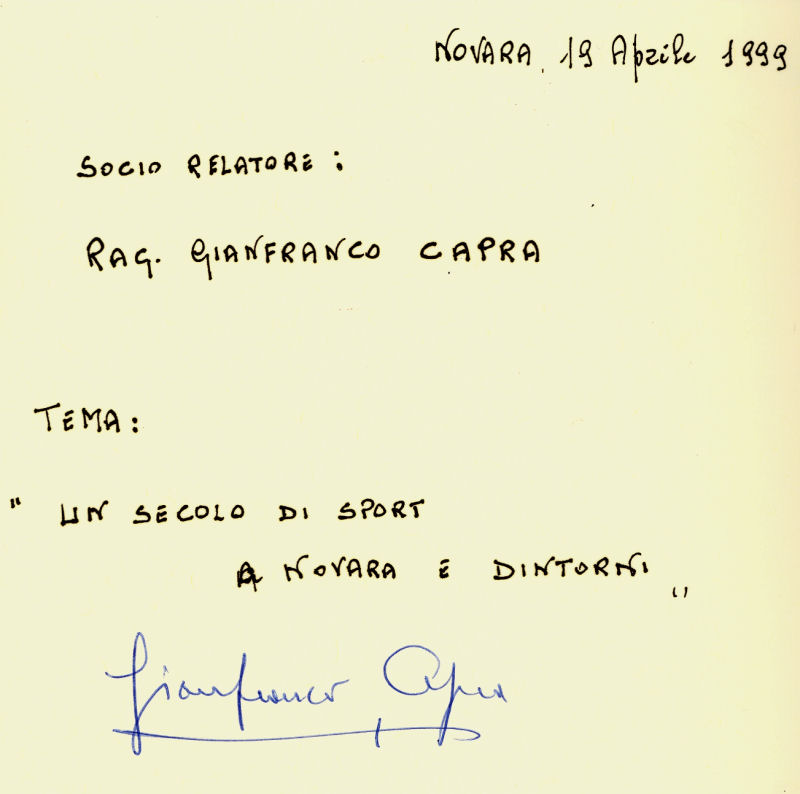 NOVARA, 19 Aprile 1999
SOCIO RELATORE:
RAG. GIANFRANCO CAPRA
TEMA:
" UN SECOLO DI SPORT
A NOVARA E DINTORNI "
Gianfranco Capra